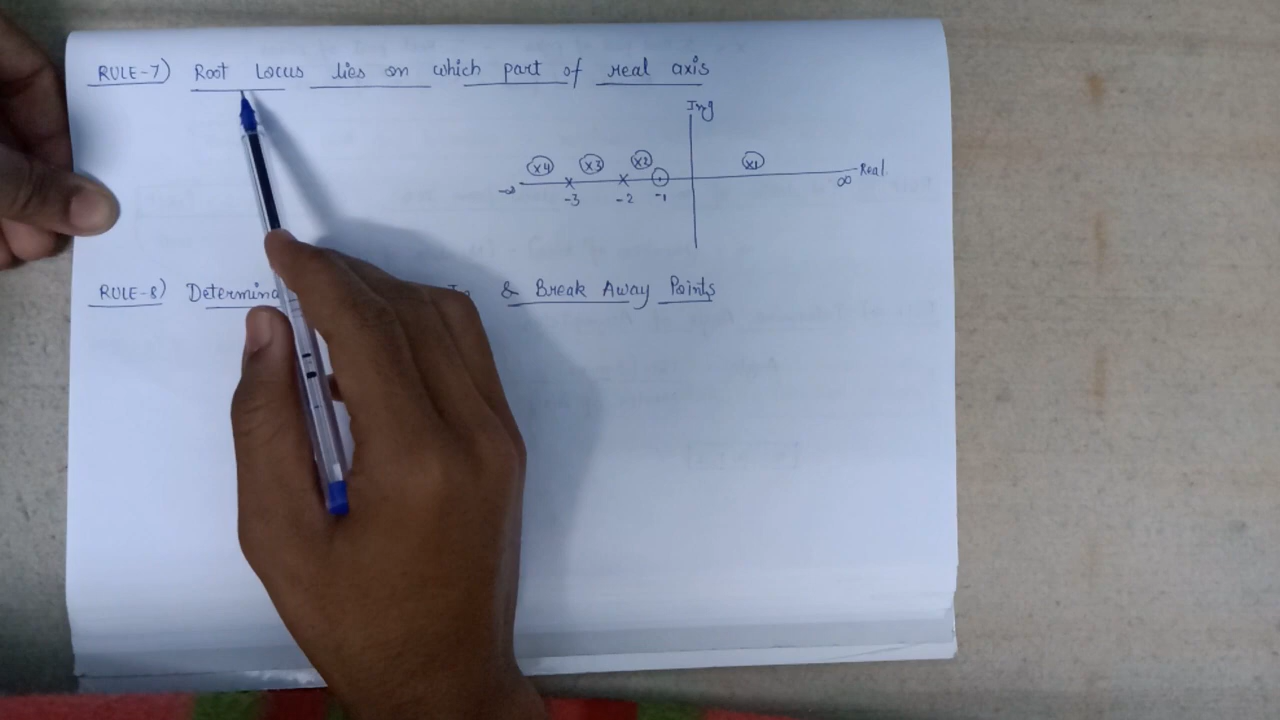 RULE-7) Root Locus lies on which part of real axis
Img
x4 x3 x2 x1
-∞ -3 -2 -1 ∞ Real
RULE-8) & Break Away Points